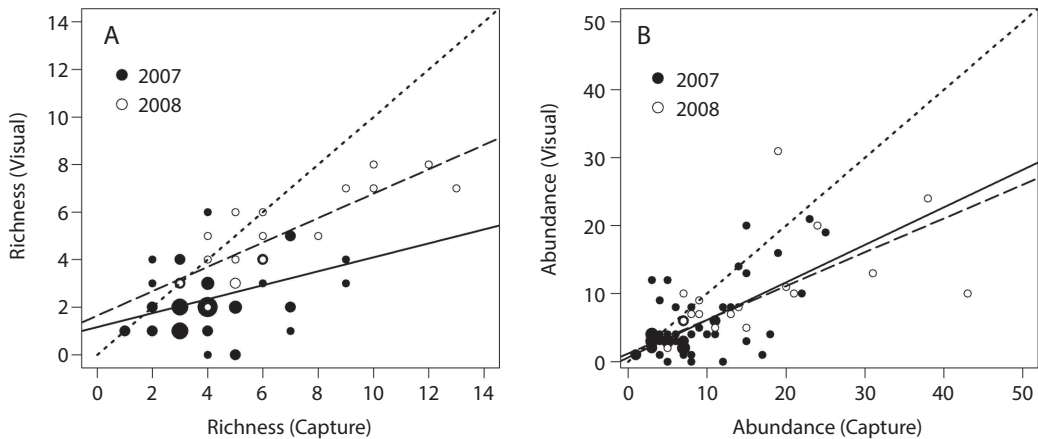 A
2007
2008
14
12
10
8
6
4
2
0
Richness (Visual)
0 2 4 6 8 10 12 14
Richness (Capture)
B
2007
2008
50
40
30
20
10
0
Abundance (Visual)
0 10 20 30 40 50
Abundance (Capture)